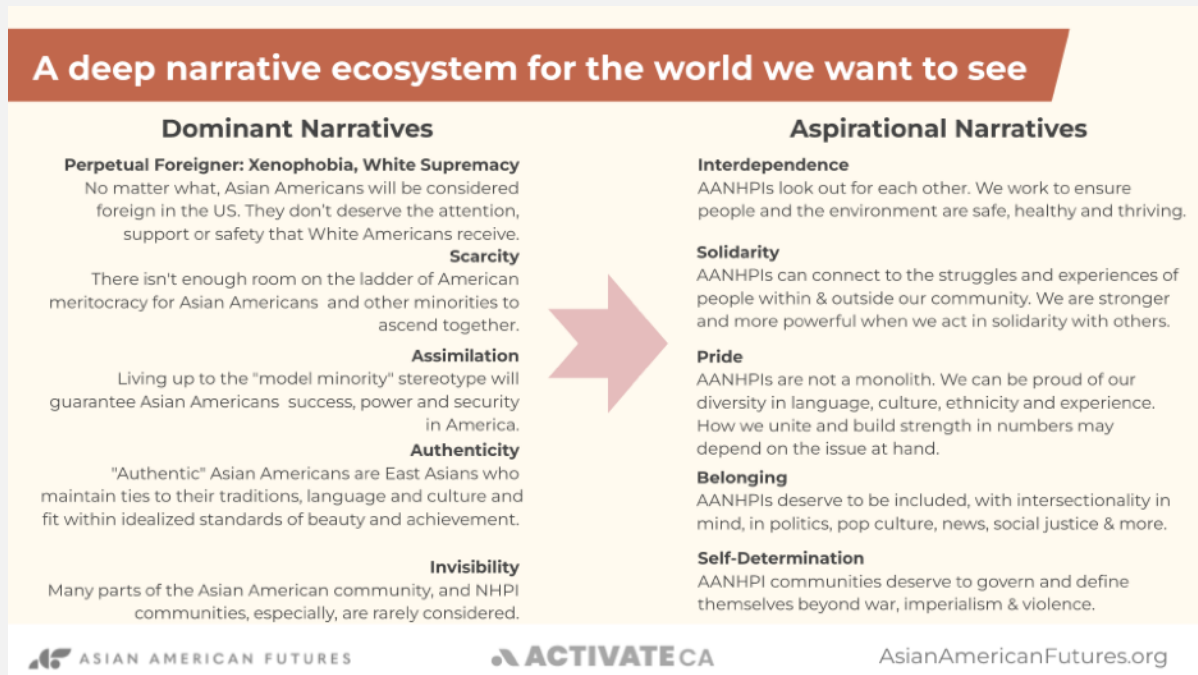 A deep narrative ecosystem for the world we want to see
Dominant Narratives
Perpetual Foreigner: Xenophobia, White Supremacy
No matter what, Asian Americans will be considered
foreign in the US. They don't deserve the attention,
support or safety that White Americans receive.
Scarcity
There isn't enough room on the ladder of American
meritocracy for Asian Americans and other minorities to
ascend together.
Assimilation
Living up to the "model minority" stereotype will
guarantee Asian Americans success, power and security
in America.
Authenticity
"Authentic" Asian Americans are East Asians who
maintain ties to their traditions, language and culture and
fit within idealized standards of beauty and achievement.
Invisibility
Many parts of the Asian American community, and NHPI
communities, especially, are rarely considered.
Aspirational Narratives
Interdependence
AANHPIs look out for each other. We work to ensure
people and the environment are safe, healthy and thriving.
Solidarity
AANHPIs can connect to the struggles and experiences of
people within & outside our community. We are stronger
and more powerful when we act in solidarity with others.
Pride
AANHPIs are not a monolith. We can be proud of our
diversity in language, culture, ethnicity and experience.
How we unite and build strength in numbers may
depend on the issue at hand.
Belonging
AANHPIs deserve to be included, with intersectionality in
mind, in politics, pop culture, news, social justice & more.
Self-Determination
AANHPI communities deserve to govern and define
themselves beyond war, imperialism & violence.
ASIAN AMERICAN FUTURES
ACTIVATE CA
AsianAmericanFutures.org